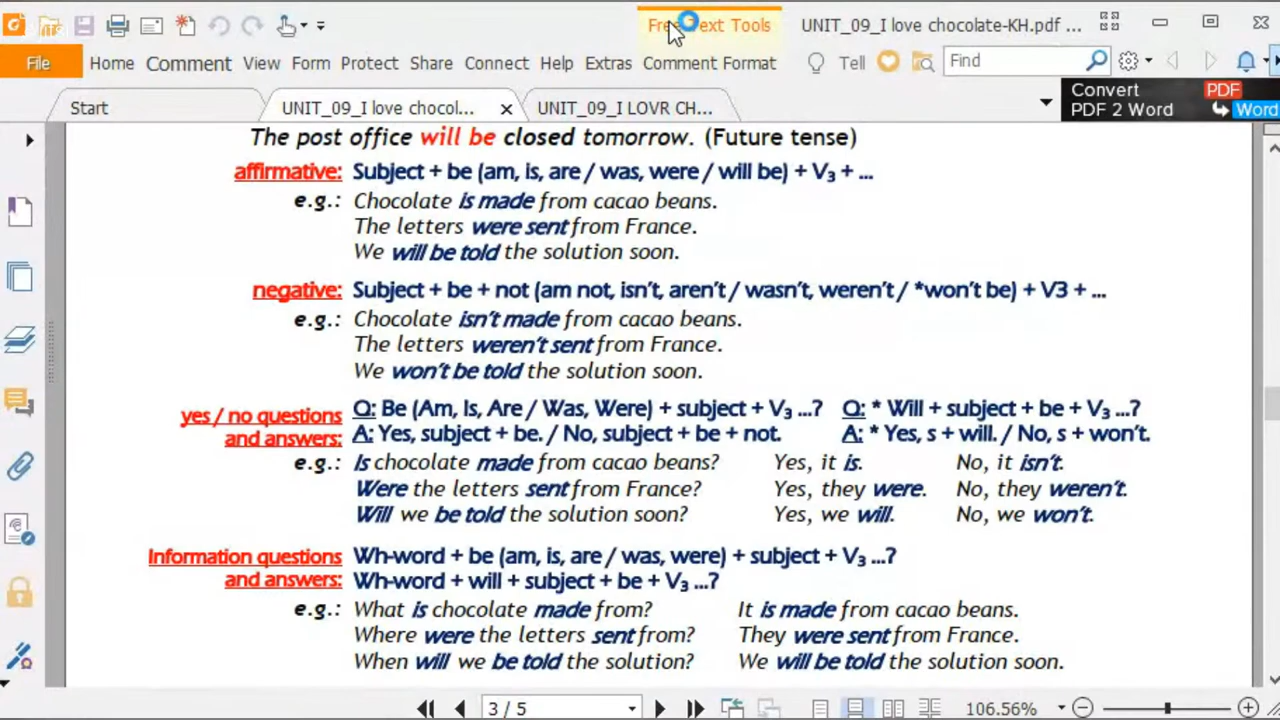 Free Text Tools
UNIT_09_I love chocolate-KH.pdf ...
File Home Comment View Form Protect Share Connect Help Extras Comment Format Tell Find
Start UNIT_09_I love chocol... UNIT_09_I LOVR CH...
Convert PDF
PDF 2 Word Word
The post office will be closed tomorrow. (Future tense)
affirmative: Subject + be (am, is, are / was, were / will be) + V₃ + ...
e.g.: Chocolate is made from cacao beans.
The letters were sent from France.
We will be told the solution soon.
negative: Subject + be + not (am not, isn't, aren't / wasn't, weren't / *won't be) + V3 + ...
e.g.: Chocolate isn't made from cacao beans.
The letters weren't sent from France.
We won't be told the solution soon.
yes / no questions Q: Be (Am, Is, Are / Was, Were) + subject + V₃ ...? Q: * Will + subject + be + V₃ ...?
and answers: A: Yes, subject + be. / No, subject + be + not. A: * Yes, s + will. / No, s + won't.
e.g.: Is chocolate made from cacao beans? Yes, it is. No, it isn't.
Were the letters sent from France? Yes, they were. No, they weren't.
Will we be told the solution soon? Yes, we will. No, we won't.
Information questions Wh-word + be (am, is, are / was, were) + subject + V₃ ...?
and answers: Wh-word + will + subject + be + V₃ ...?
e.g.: What is chocolate made from? It is made from cacao beans.
Where were the letters sent from? They were sent from France.
When will we be told the solution? We will be told the solution soon.
3 / 5 106.56%